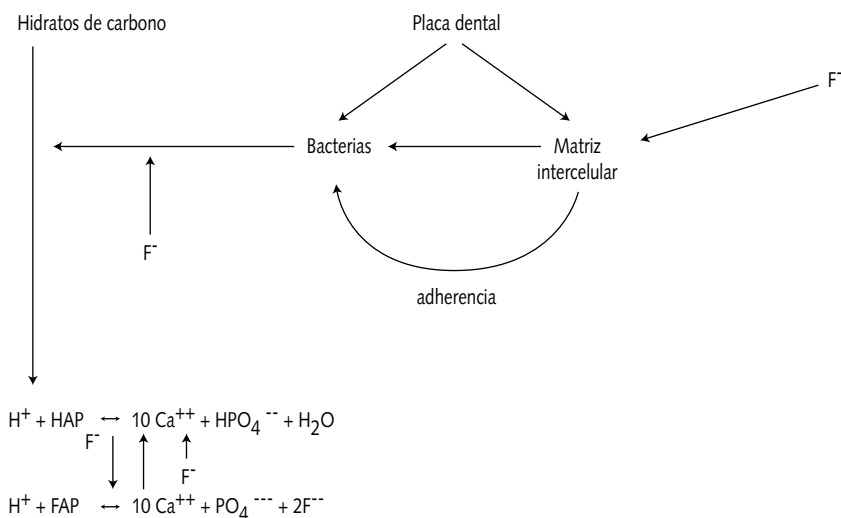 Hidratos de carbono
Placa dental
F⁻
Bacterias
Matriz
intercelular
F⁻
adherencia
H⁺ + HAP ↔ 10 Ca⁺⁺ + HPO₄⁻⁻ + H₂O
F⁻
F⁻
H⁺ + FAP ↔ 10 Ca⁺⁺ + PO₄⁻⁻⁻ + 2F⁻⁻